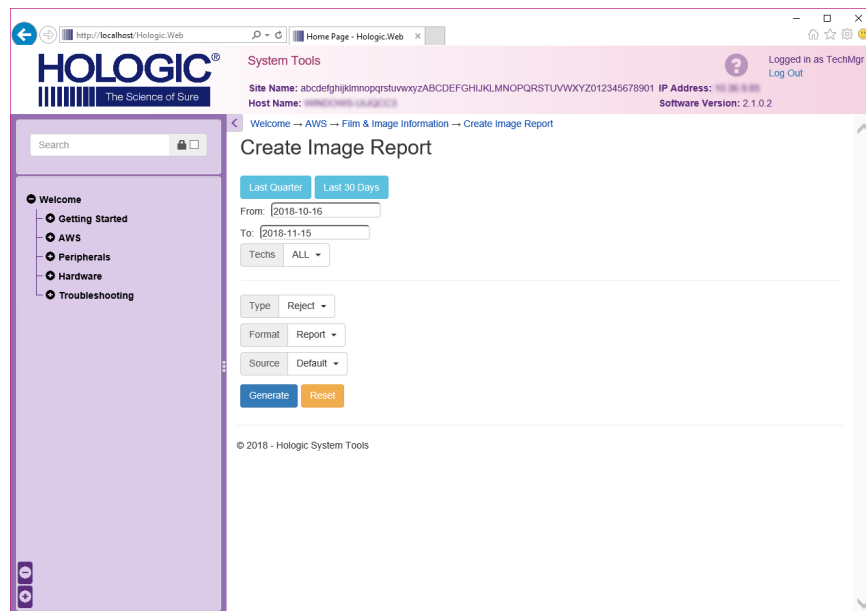 http://localhost/Hologic.Web
Home Page - Hologic.Web
HOLOGIC®
The Science of Sure
System Tools
Logged in as TechMgr
Log Out
Site Name: abcdefghijklmnopqrstuvwxyzABCDEFGHIJKLMNOPQRSTUVWXYZ012345678901 IP Address:
Host Name:
Software Version: 2.1.0.2
Search
Welcome
Getting Started
AWS
Peripherals
Hardware
Troubleshooting
Welcome → AWS → Film & Image Information → Create Image Report
Create Image Report
Last Quarter Last 30 Days
From: 2018-10-16
To: 2018-11-15
Techs ALL
Type Reject
Format Report
Source Default
Generate Reset
© 2018 - Hologic System Tools